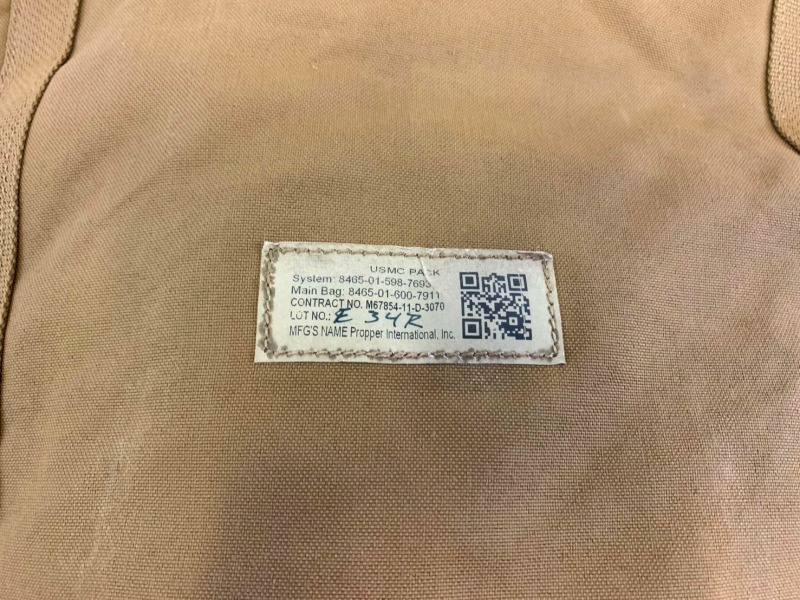 USMC PACK
System: 8465-01-598-7693
Main Bag: 8465-01-600-7911
CONTRACT NO. M67854-11-D-3070
LOT NO.: E 34R
MFG'S NAME Propper International, Inc.